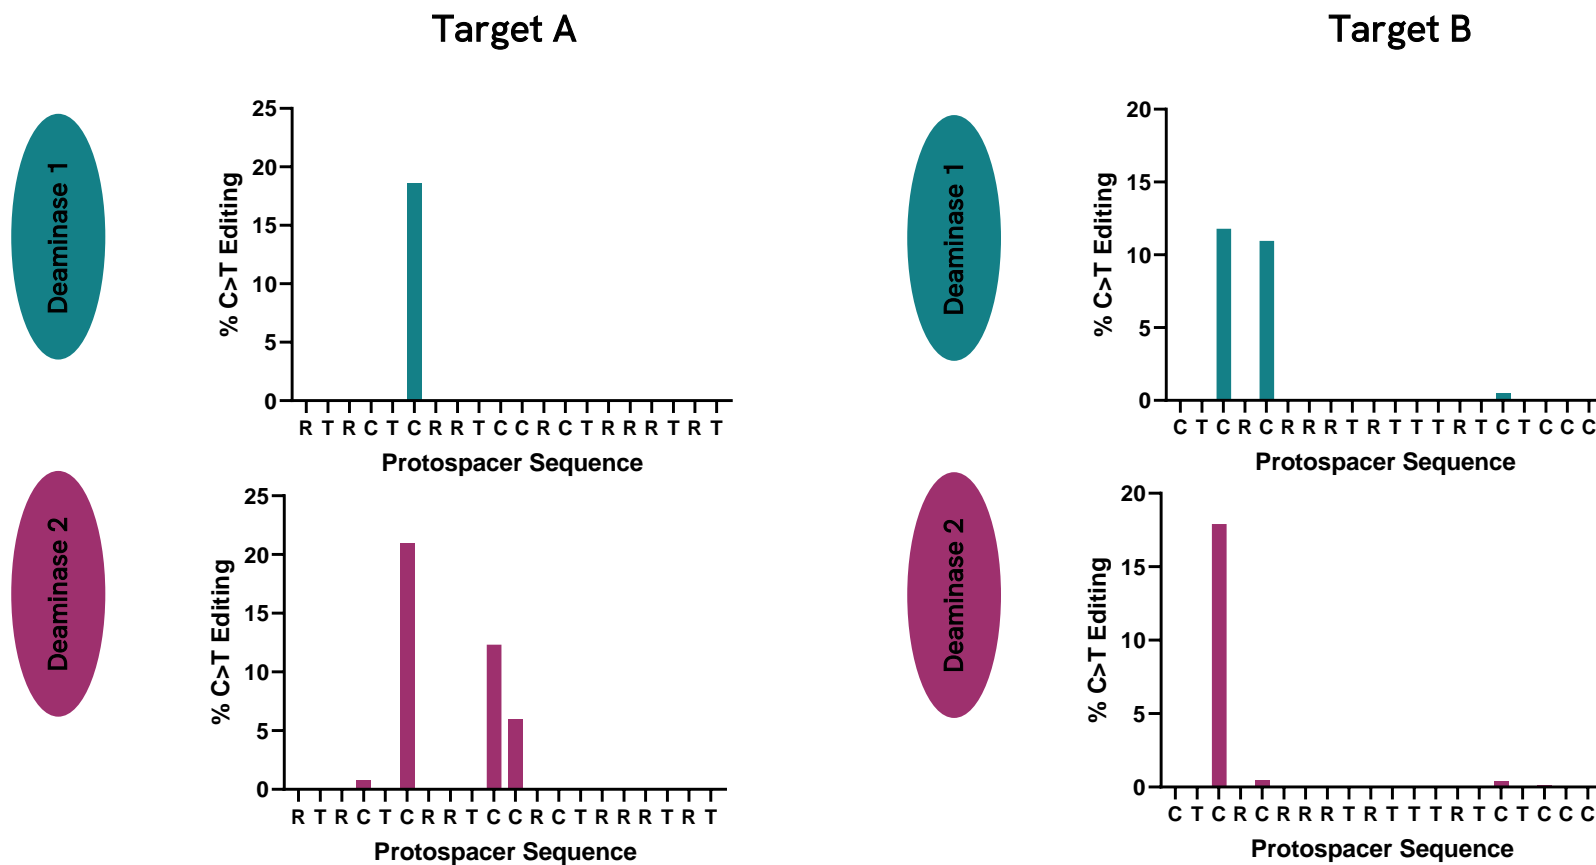 Target A
Target B
Deaminase 1
% C>T Editing
25
20
15
10
5
0
R T R C T C R R T C C R C T R R R T R T
Protospacer Sequence
Deaminase 1
% C>T Editing
20
15
10
5
0
C T C R C R R R T R T T T R T C T C C C
Protospacer Sequence
Deaminase 2
% C>T Editing
25
20
15
10
5
0
R T R C T C R R T C C R C T R R R T R T
Protospacer Sequence
Deaminase 2
% C>T Editing
20
15
10
5
0
C T C R C R R R T R T T T R T C T C C C
Protospacer Sequence